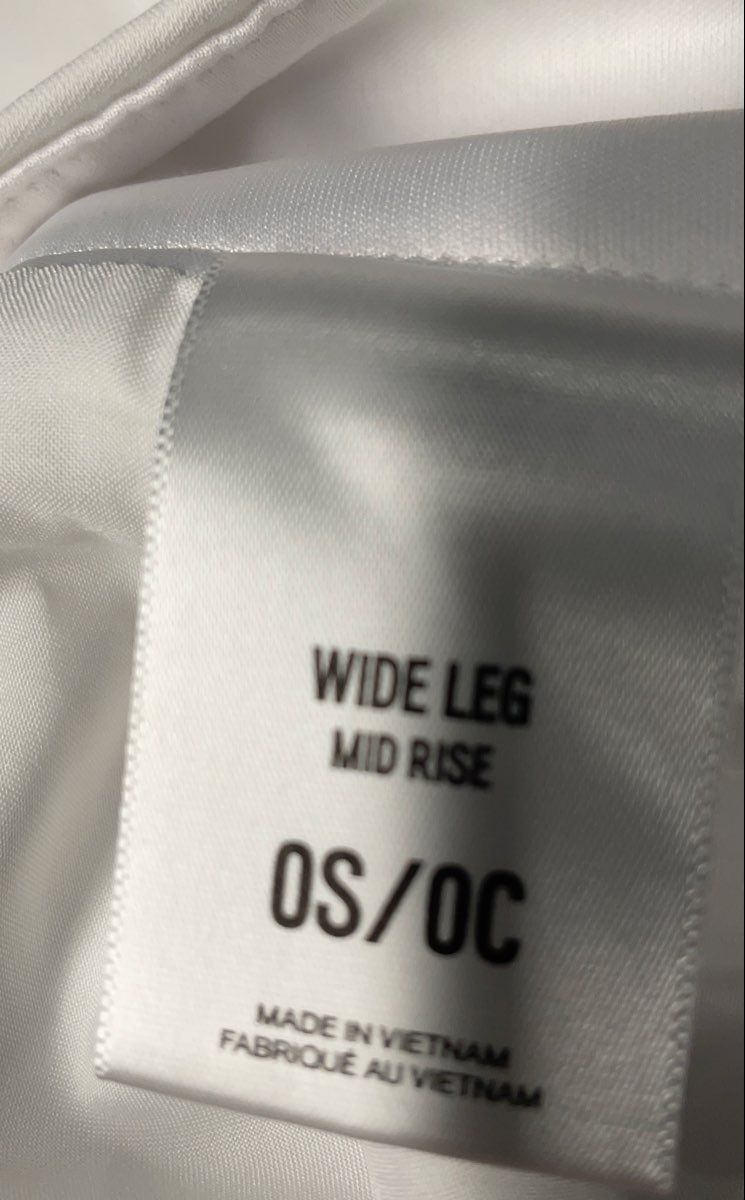 WIDE LEG
MID RISE
0S/0C
MADE IN VIETNAM
FABRIQUÉ AU VIETNAM